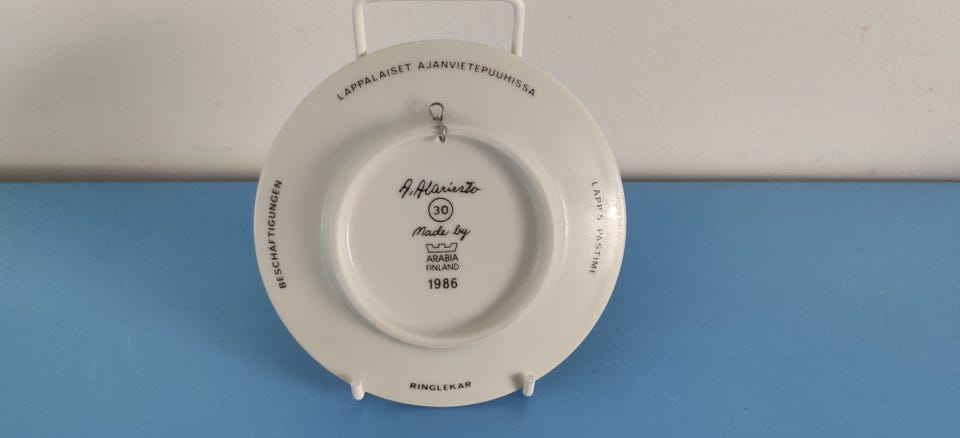 LAPPALAISET AJANVIETEPUUHISSA
BESCHÄFTIGUNGEN
A. Alariesto
30
Made by
ARABIA
FINLAND
1986
LAPP'S PASTIME
RINGLEKAR